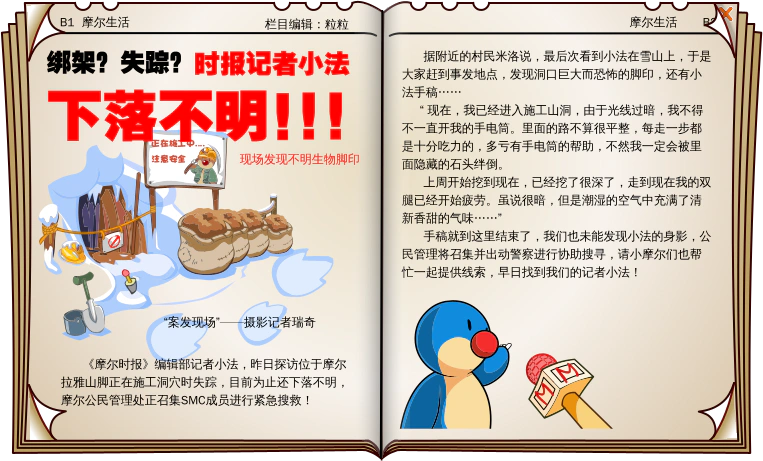 B1 摩尔生活
栏目编辑：粒粒
绑架？失踪？时报记者小法
下落不明!!!
正在施工中....
注意安全
现场发现不明生物脚印
“案发现场”——摄影记者瑞奇
《摩尔时报》编辑部记者小法，昨日探访位于摩尔
拉雅山脚正在施工洞穴时失踪，目前为止还下落不明，
摩尔公民管理处正召集SMC成员进行紧急搜救！
摩尔生活
据附近的村民米洛说，最后次看到小法在雪山上，于是
大家赶到事发地点，发现洞口巨大而恐怖的脚印，还有小
法手稿……
“ 现在，我已经进入施工山洞，由于光线过暗，我不得
不一直开我的手电筒。里面的路不算很平整，每走一步都
是十分吃力的，多亏有手电筒的帮助，不然我一定会被里
面隐藏的石头绊倒。
上周开始挖到现在，已经挖了很深了，走到现在我的双
腿已经开始疲劳。虽说很暗，但是潮湿的空气中充满了清
新香甜的气味……”
手稿就到这里结束了，我们也未能发现小法的身影，公
民管理将召集并出动警察进行协助搜寻，请小摩尔们也帮
忙一起提供线索，早日找到我们的记者小法！
M M